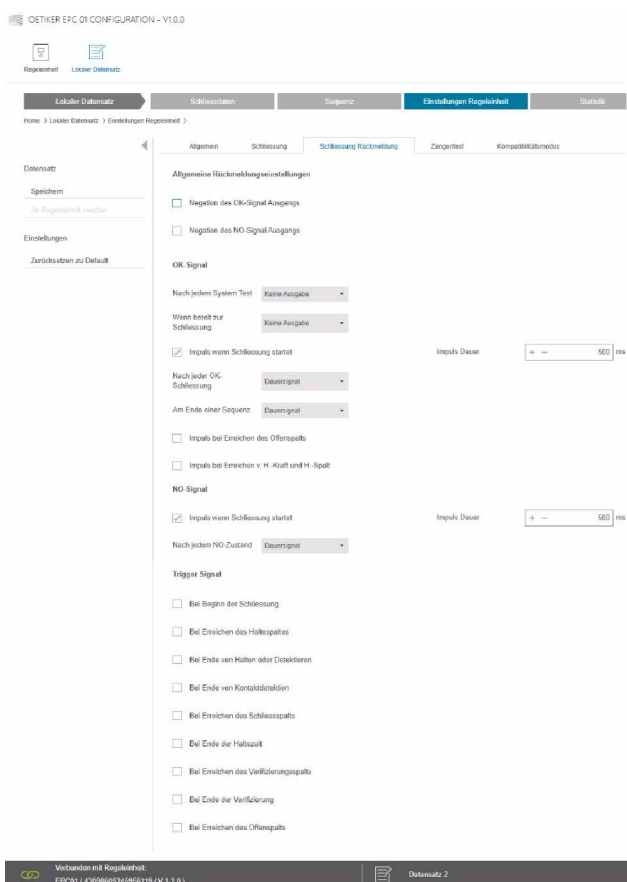 OETIKER EPC 01 CONFIGURATION – V1.0.0
Regeleinheit Lokaler Datensatz
Lokaler Datensatz Schliessdaten Sequenz Einstellungen Regeleinheit Statistik
Home > Lokaler Datensatz > Einstellungen Regeleinheit >
Allgemein Schliessung Schliessung Rückmeldung Zangentest Kompatibilitätsmodus
Datensatz
Speichern
Zu Regeleinheit senden
Einstellungen
Zurücksetzen zu Default
Allgemeine Rückmeldungseinstellungen
Negation des OK-Signal Ausgangs
Negation des NO-Signal Ausgangs
OK-Signal
Nach jedem System Test Keine Ausgabe
Wenn bereit zur
Schliessung Keine Ausgabe
Impuls wenn Schliessung startet Impuls Dauer + − 500 ms
Nach jeder OK-
Schliessung Dauersignal
Am Ende einer Sequenz Dauersignal
Impuls bei Erreichen des Offenspalts
Impuls bei Erreichen v. H.-Kraft und H.-Spalt
NO-Signal
Impuls wenn Schliessung startet Impuls Dauer + − 500 ms
Nach jedem NO-Zustand Dauersignal
Trigger Signal
Bei Beginn der Schliessung
Bei Erreichen des Haltespaltes
Bei Ende von Halten oder Detektieren
Bei Ende von Kontaktdetektion
Bei Erreichen des Schliessspalts
Bei Ende der Haltezeit
Bei Erreichen des Verifizierungsspalts
Bei Ende der Verifizierung
Bei Erreichen des Offenspalts
Verbunden mit Regeleinheit:
Datensatz 2